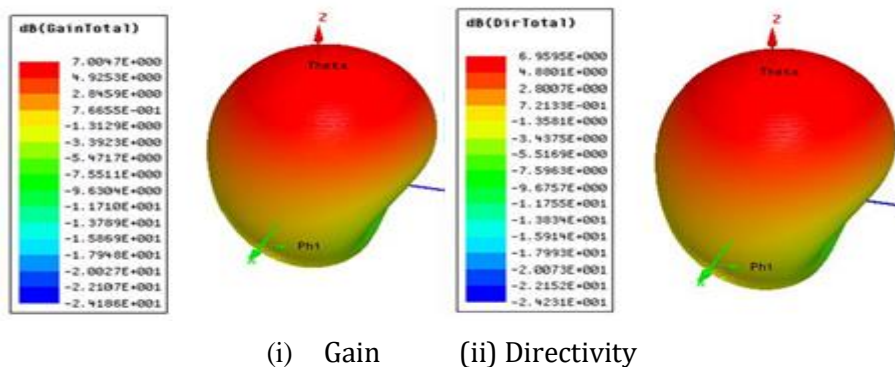 dB(GainTotal)
7.0047E+000
4.9253E+000
2.8459E+000
7.6655E-001
-1.3129E+000
-3.3923E+000
-5.4717E+000
-7.5511E+000
-9.6304E+000
-1.1710E+001
-1.3789E+001
-1.5869E+001
-1.7948E+001
-2.0027E+001
-2.2107E+001
-2.4186E+001
Z
Theta
Phi
X
dB(DirTotal)
6.9595E+000
4.8801E+000
2.8007E+000
7.2133E-001
-1.3581E+000
-3.4375E+000
-5.5169E+000
-7.5963E+000
-9.6757E+000
-1.1755E+001
-1.3834E+001
-1.5914E+001
-1.7993E+001
-2.0073E+001
-2.2152E+001
-2.4231E+001
Z
Theta
Phi
X
(i) Gain (ii) Directivity